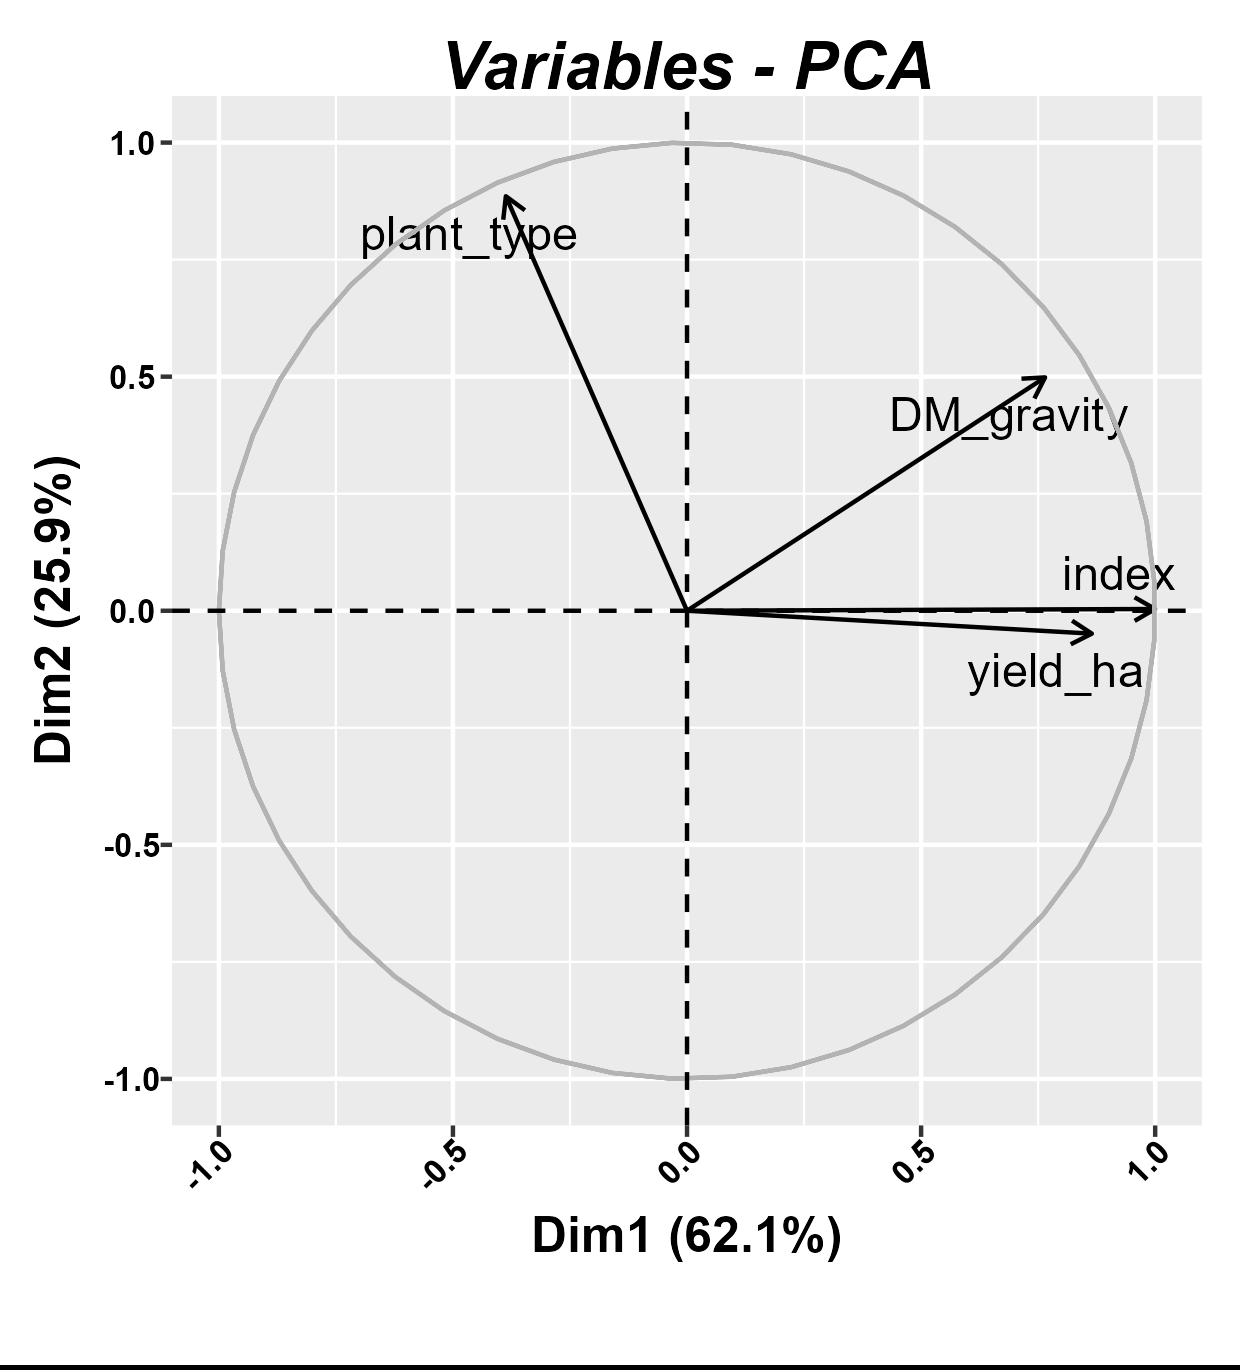 Variables - PCA
1.0
plant_type
0.5
DM_gravity
index
0.0
yield_ha
-0.5
-1.0
Dim2 (25.9%)
-1.0 -0.5 0.0 0.5 1.0
Dim1 (62.1%)